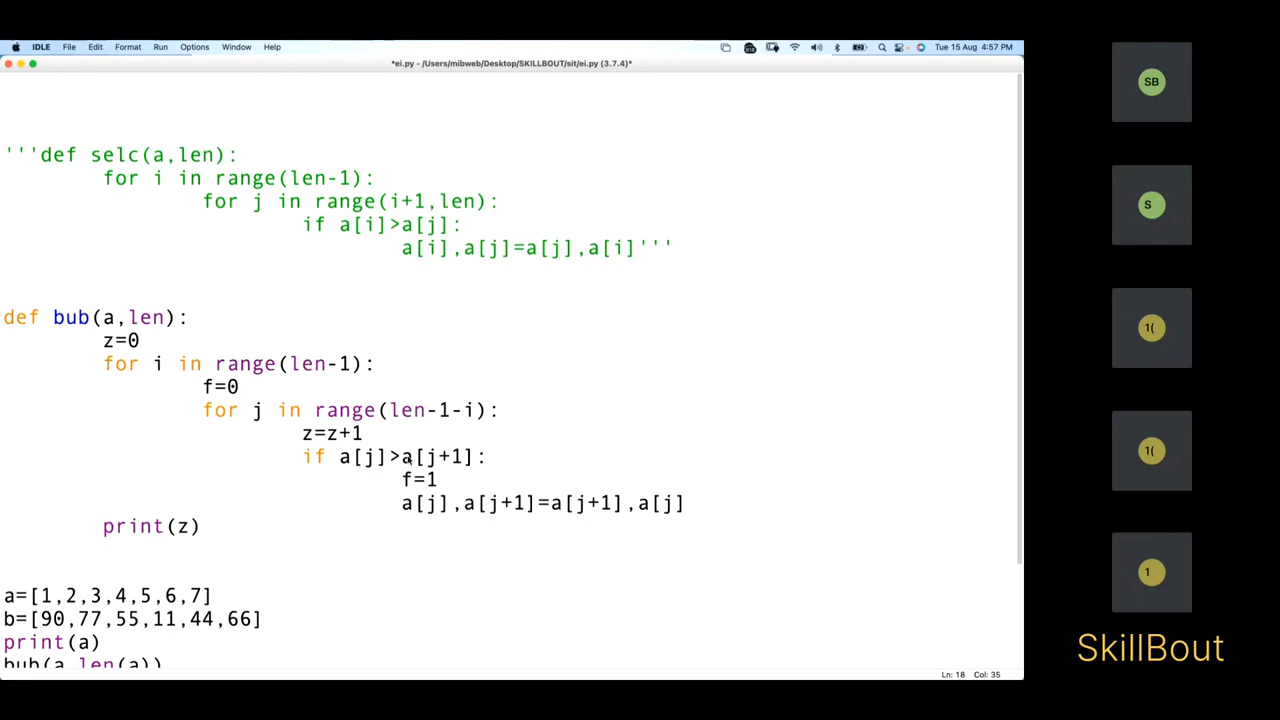 IDLE File Edit Format Run Options Window Help Tue 15 Aug 4:57 PM
*ei.py - /Users/mibweb/Desktop/SKILLBOUT/sit/ei.py (3.7.4)*
'''def selc(a,len):
for i in range(len-1):
for j in range(i+1,len):
if a[i]>a[j]:
a[i],a[j]=a[j],a[i]'''
def bub(a,len):
z=0
for i in range(len-1):
f=0
for j in range(len-1-i):
z=z+1
if a[j]>a[j+1]:
f=1
a[j],a[j+1]=a[j+1],a[j]
print(z)
a=[1,2,3,4,5,6,7]
b=[90,77,55,11,44,66]
print(a)
bub(a,len(a))
Ln: 18 Col: 35
SB
S
1(
1(
1
SkillBout